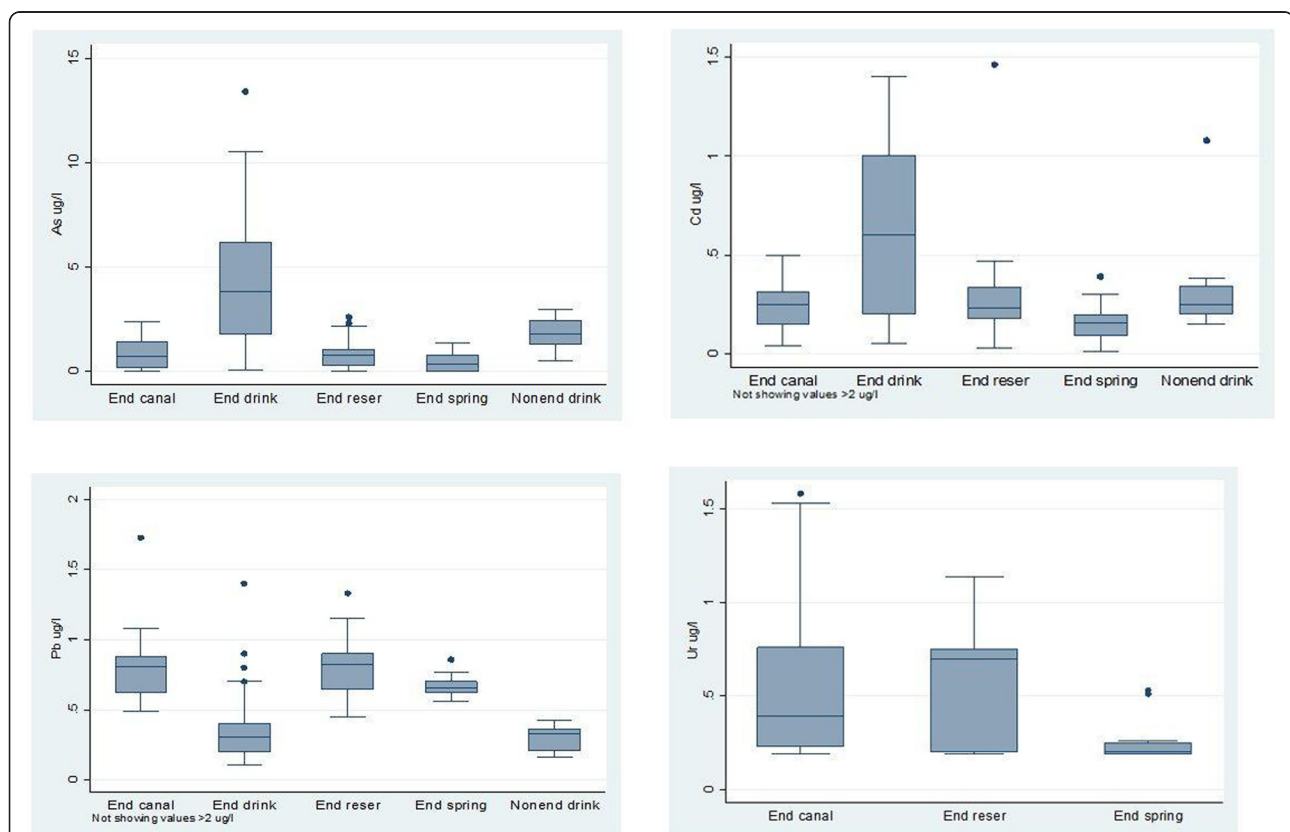 15
10
5
0
As ug/l
End canal End drink End reser End spring Nonend drink
1.5
1
.5
0
Cd ug/l
End canal End drink End reser End spring Nonend drink
Not showing values >2 ug/l
2
1.5
1
.5
0
Pb ug/l
End canal End drink End reser End spring Nonend drink
Not showing values >2 ug/l
1.5
1
.5
0
Ur ug/l
End canal End reser End spring